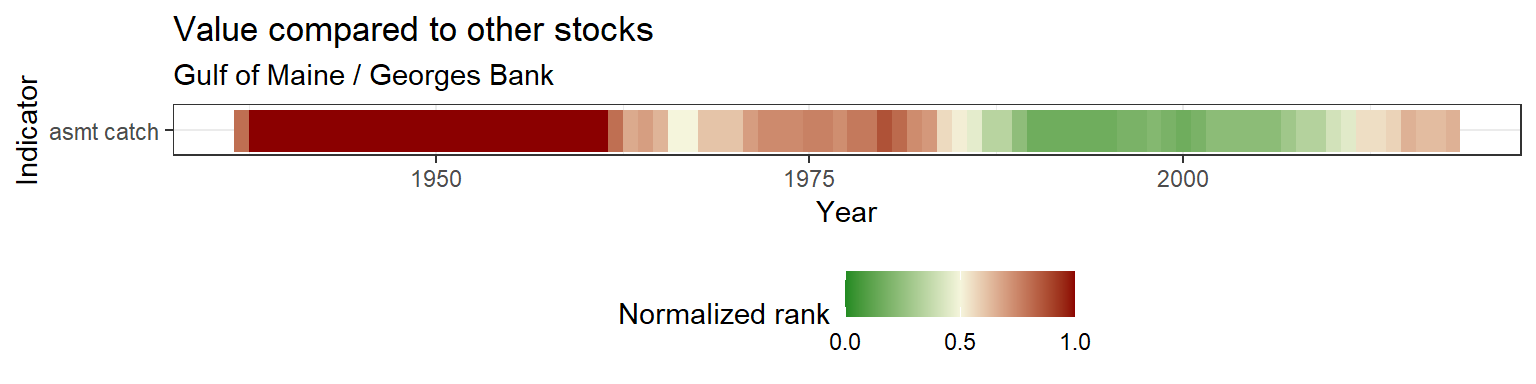 Value compared to other stocks
Gulf of Maine / Georges Bank
Indicator
asmt catch
1950 1975 2000
Year
Normalized rank
0.0 0.5 1.0